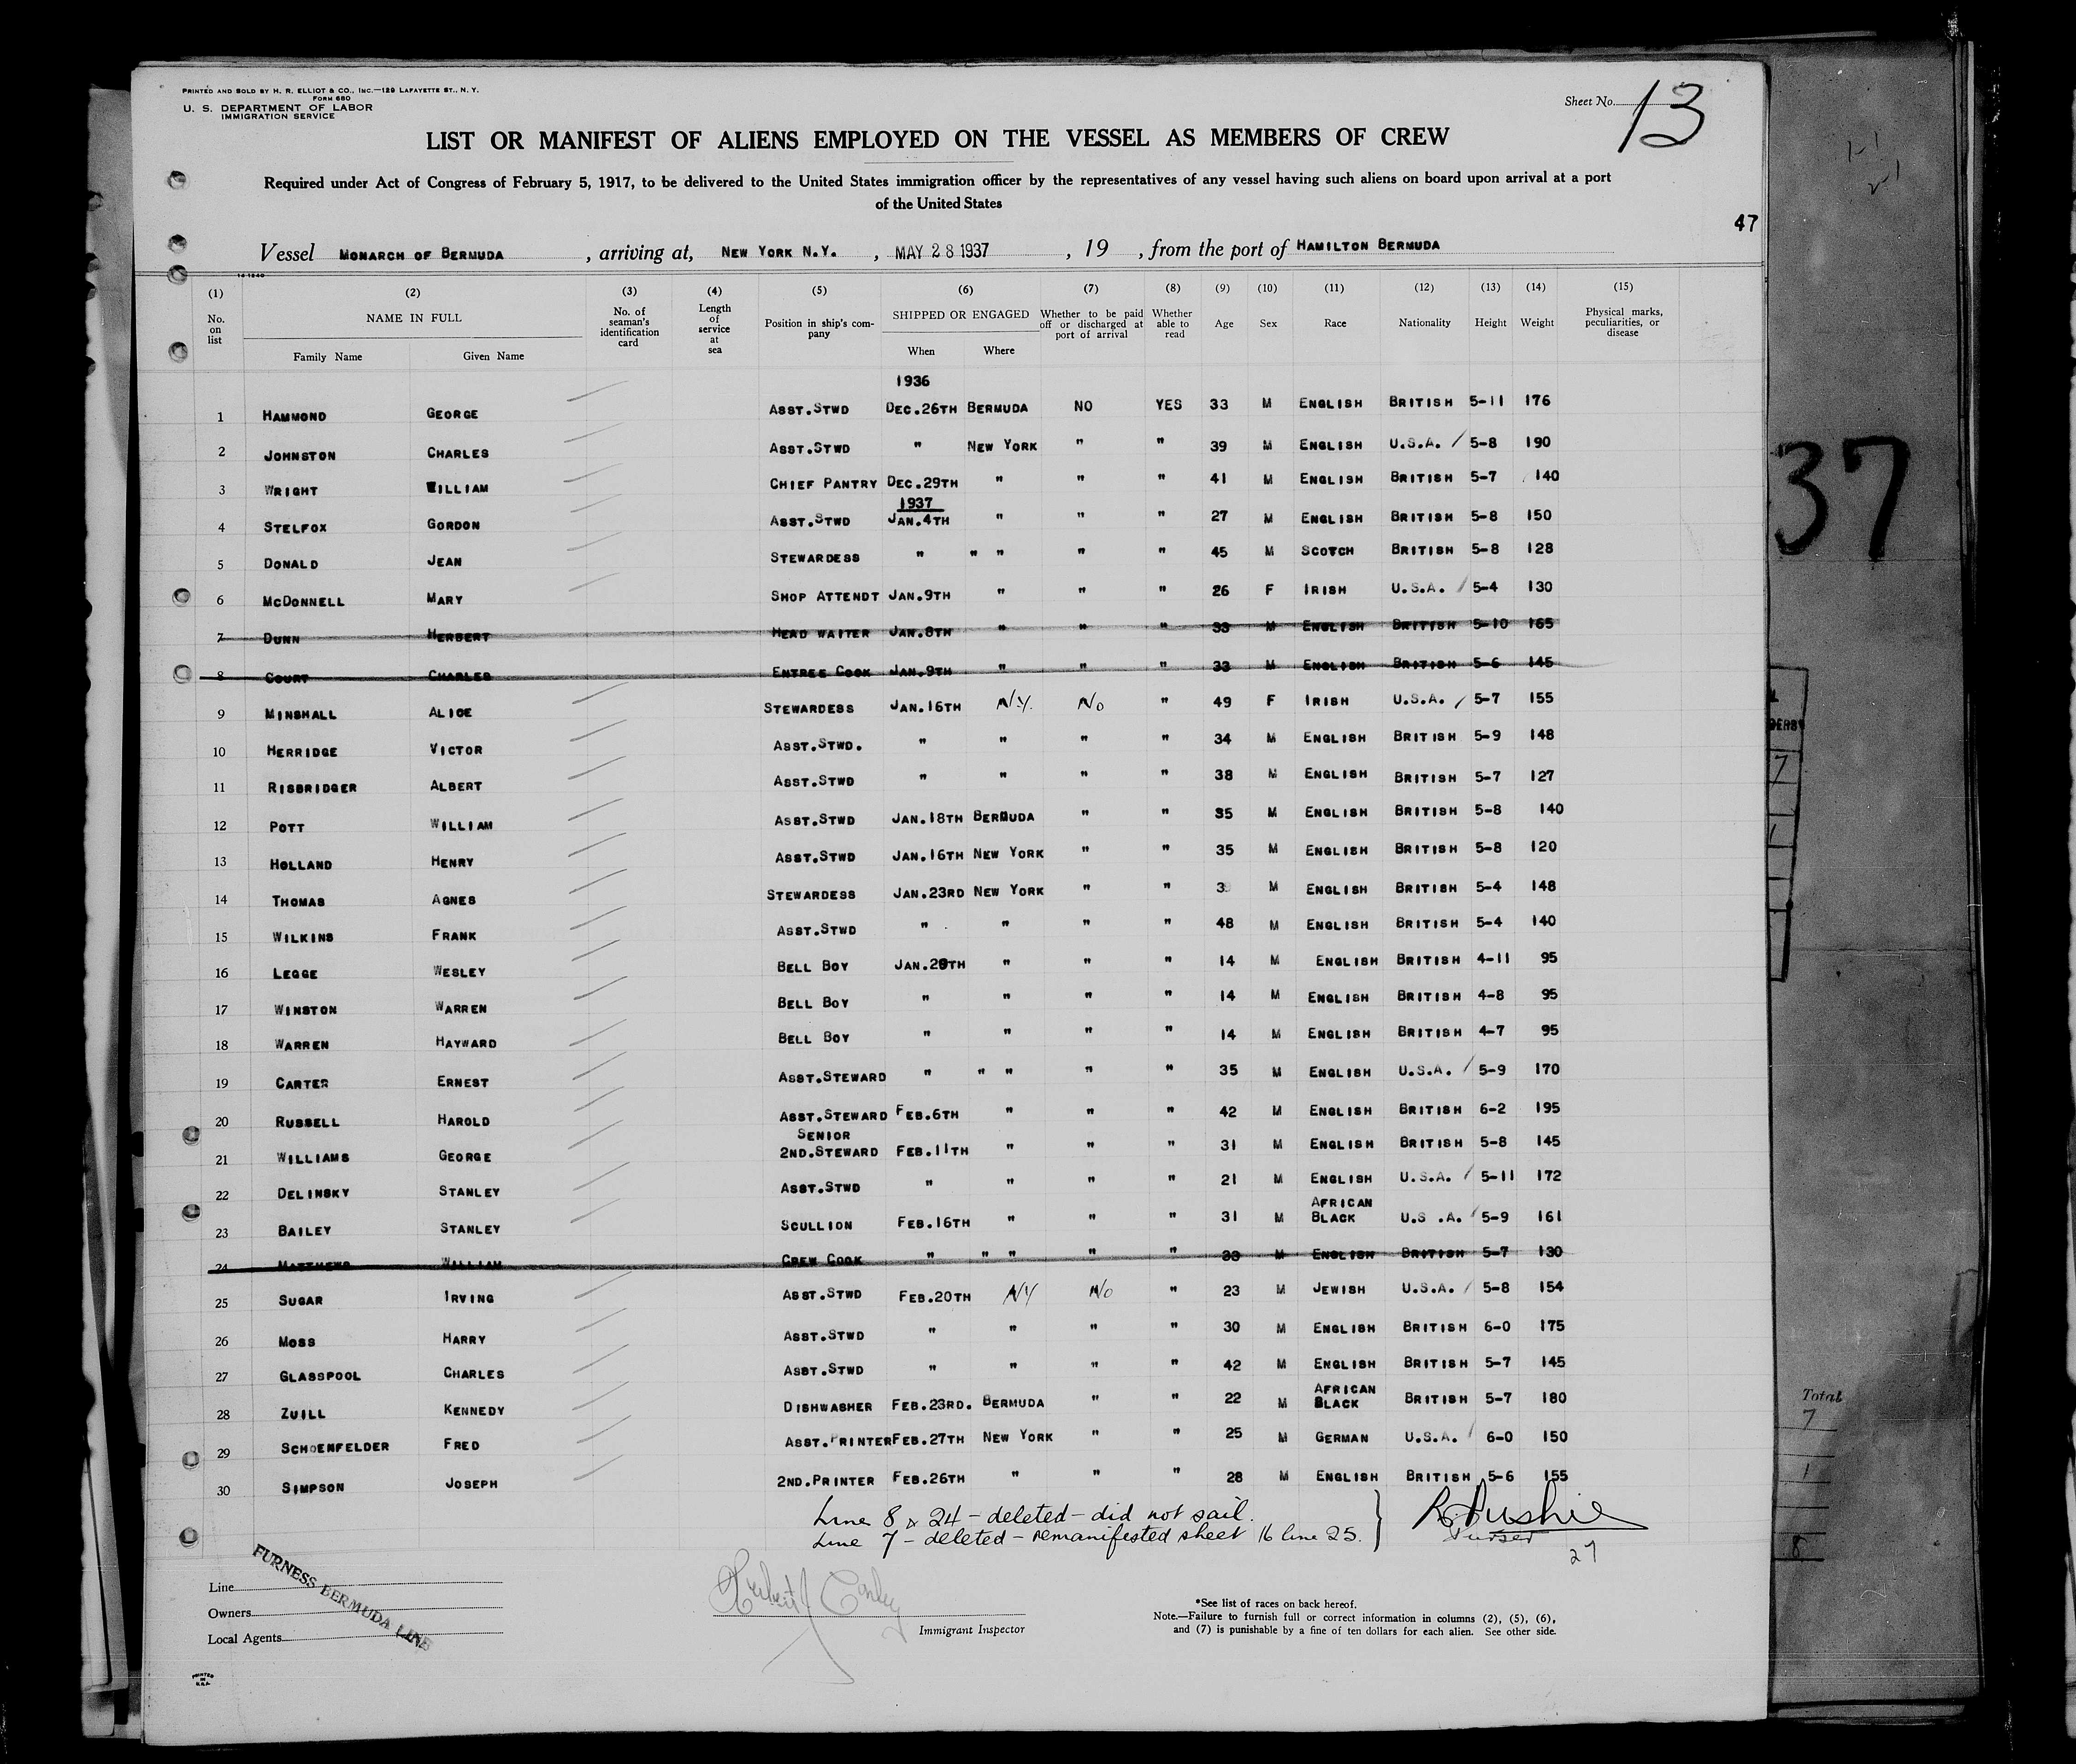 PRINTED AND SOLD BY H. R. ELLIOT & CO., INC.—129 LAFAYETTE ST., N. Y.
FORM 680
U. S. DEPARTMENT OF LABOR
IMMIGRATION SERVICE
Sheet No. 13
LIST OR MANIFEST OF ALIENS EMPLOYED ON THE VESSEL AS MEMBERS OF CREW
Required under Act of Congress of February 5, 1917, to be delivered to the United States immigration officer by the representatives of any vessel having such aliens on board upon arrival at a port
of the United States
47
Vessel MONARCH OF BERMUDA, arriving at, NEW YORK N.Y., MAY 28 1937, 19 , from the port of HAMILTON BERMUDA
14-1240
(1) (2) (3) (4) (5) (6) (7) (8) (9) (10) (11) (12) (13) (14) (15)
No. on list NAME IN FULL Family Name Given Name No. of seaman's identification card Length of service at sea Position in ship's company SHIPPED OR ENGAGED When Where Whether to be paid off or discharged at port of arrival Whether able to read Age Sex Race Nationality Height Weight Physical marks, peculiarities, or disease
1936
1 HAMMOND GEORGE ASST.STWD DEC.26TH BERMUDA NO YES 33 M ENGLISH BRITISH 5-11 176
2 JOHNSTON CHARLES ASST.STWD " NEW YORK " " 39 M ENGLISH U.S.A. / 5-8 190
3 WRIGHT WILLIAM CHIEF PANTRY DEC.29TH " " " 41 M ENGLISH BRITISH 5-7 140
1937
4 STELFOX GORDON ASST.STWD JAN.4TH " " " 27 M ENGLISH BRITISH 5-8 150
5 DONALD JEAN STEWARDESS " " " " " 45 M SCOTCH BRITISH 5-8 128
6 MCDONNELL MARY SHOP ATTENDT JAN.9TH " " " 26 F IRISH U.S.A. / 5-4 130
7 DUNN HERBERT HEAD WAITER JAN.8TH " " " 33 M ENGLISH BRITISH 5-10 165
8 COURT CHARLES ENTREE COOK JAN.9TH " " " 33 M ENGLISH BRITISH 5-6 145
9 MINSHALL ALICE STEWARDESS JAN.16TH N.Y. No " 49 F IRISH U.S.A. / 5-7 155
10 HERRIDGE VICTOR ASST.STWD. " " " " 34 M ENGLISH BRITISH 5-9 148
11 RISBRIDGER ALBERT ASST.STWD " " " " 38 M ENGLISH BRITISH 5-7 127
12 POTT WILLIAM ASST.STWD JAN.18TH BERMUDA " " 35 M ENGLISH BRITISH 5-8 140
13 HOLLAND HENRY ASST.STWD JAN.16TH NEW YORK " " 35 M ENGLISH BRITISH 5-8 120
14 THOMAS AGNES STEWARDESS JAN.23RD NEW YORK " " M ENGLISH BRITISH 5-4 148
15 WILKINS FRANK ASST.STWD " " " " 48 M ENGLISH BRITISH 5-4 140
16 LEGGE WESLEY BELL BOY " " " 14 M ENGLISH BRITISH 4-11 95
17 WINSTON WARREN BELL BOY " " " " 14 M ENGLISH BRITISH 4-8 95
18 WARREN HAYWARD BELL BOY " " " " 14 M ENGLISH BRITISH 4-7 95
19 CARTER ERNEST ASST.STEWARD " " " " " 35 M ENGLISH U.S.A. / 5-9 170
20 RUSSELL HAROLD ASST.STEWARD FEB.6TH " " " 42 M ENGLISH BRITISH 6-2 195
SENIOR
21 WILLIAMS GEORGE 2ND.STEWARD FEB.11TH " " " 31 M ENGLISH BRITISH 5-8 145
22 DELINSKY STANLEY ASST.STWD " " " " 21 M ENGLISH U.S.A. / 5-11 172
AFRICAN
23 BAILEY STANLEY SCULLION FEB.16TH " " " 31 M BLACK U.S .A. / 5-9 161
24 MATTHEWS WILLIAM CREW COOK " " " " " M ENGLISH BRITISH 5-7 130
25 SUGAR IRVING ASST.STWD FEB.20TH NY No " 23 M JEWISH U.S.A. / 5-8 154
26 MOSS HARRY ASST.STWD " " " " 30 M ENGLISH BRITISH 6-0 175
27 GLASSPOOL CHARLES ASST.STWD " " " " 42 M ENGLISH BRITISH 5-7 145
AFRICAN
28 ZUILL KENNEDY DISHWASHER FEB.23RD. BERMUDA " " 22 M BLACK BRITISH 5-7 180
29 SCHOENFELDER FRED ASST.PRINTER FEB.27TH NEW YORK " " 25 M GERMAN U.S.A. / 6-0 150
30 SIMPSON JOSEPH 2ND.PRINTER FEB.26TH " " " 28 M ENGLISH BRITISH 5-6 155
Line 8 & 24 - deleted - did not sail.
Line 7 - deleted - remanifested sheet 16 line 25.
Purser
27
Line
Owners
Local Agents
FURNESS BERMUDA LINE
Immigrant Inspector
*See list of races on back hereof.
Note.—Failure to furnish full or correct information in columns (2), (5), (6),
and (7) is punishable by a fine of ten dollars for each alien. See other side.
PRINTED
IN
U.S.A.
37
Total
7
1
8